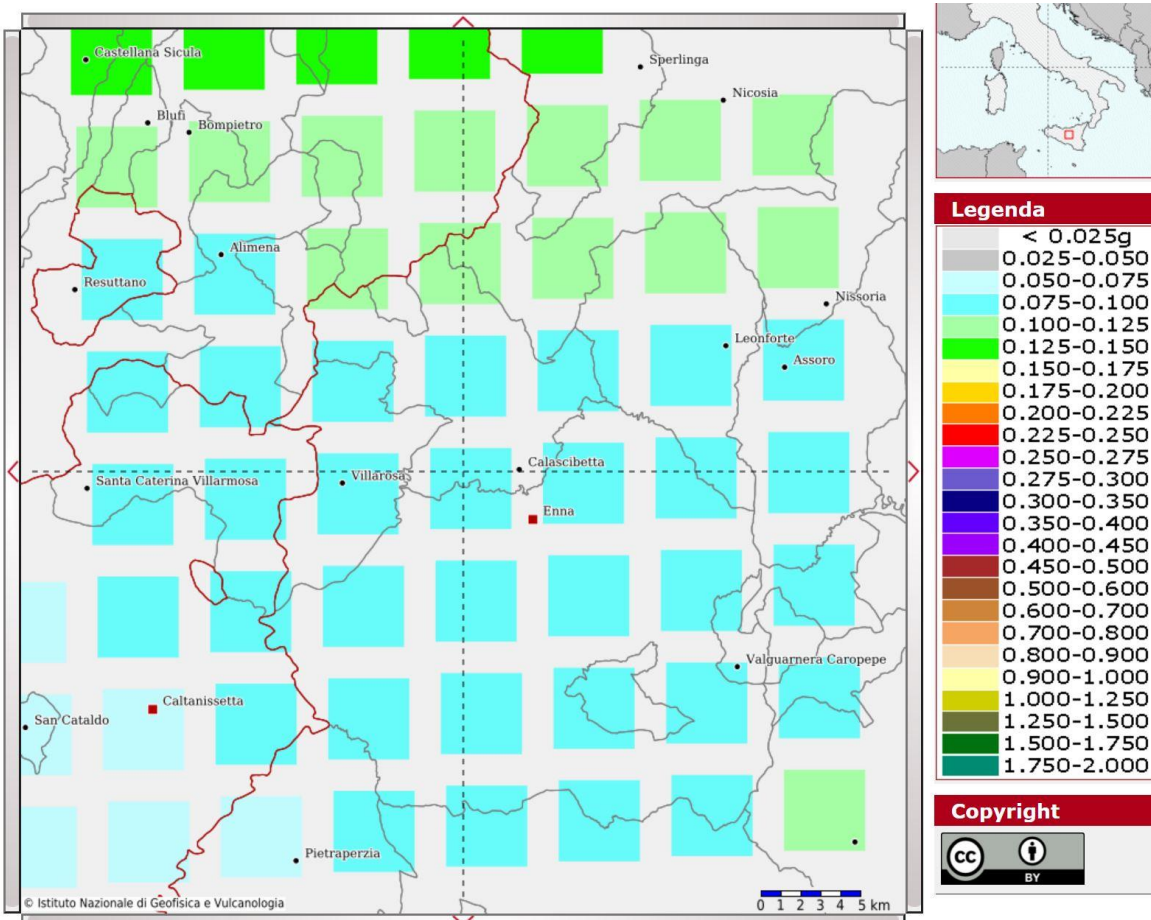 Castellana Sicula
Sperlinga
Nicosia
Blufi
Bompietro
Alimena
Resuttano
Nissoria
Leonforte
Assoro
Calascibetta
Santa Caterina Villarmosa
Villarosa
Enna
Valguarnera Caropepe
Caltanissetta
San Cataldo
Pietraperzia
© Istituto Nazionale di Geofisica e Vulcanologia
0 1 2 3 4 5 km
Legenda
< 0.025g
0.025-0.050
0.050-0.075
0.075-0.100
0.100-0.125
0.125-0.150
0.150-0.175
0.175-0.200
0.200-0.225
0.225-0.250
0.250-0.275
0.275-0.300
0.300-0.350
0.350-0.400
0.400-0.450
0.450-0.500
0.500-0.600
0.600-0.700
0.700-0.800
0.800-0.900
0.900-1.000
1.000-1.250
1.250-1.500
1.500-1.750
1.750-2.000
Copyright
cc
BY